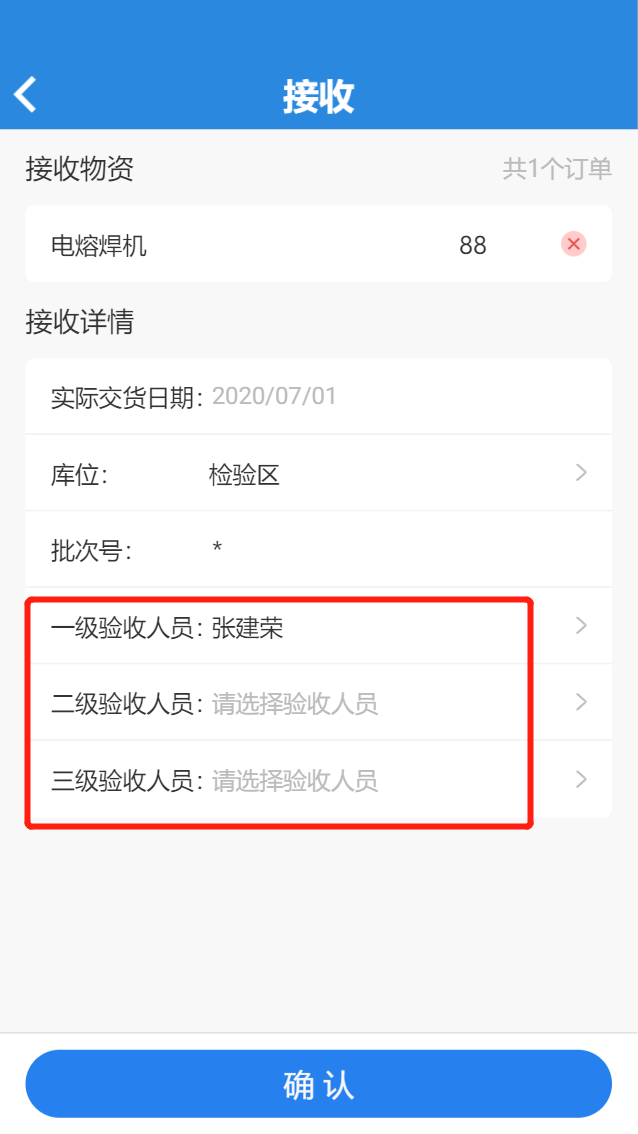 接收
接收物资 共1个订单
电熔焊机 88
接收详情
实际交货日期：2020/07/01
库位： 检验区
批次号： *
一级验收人员：张建荣
二级验收人员：请选择验收人员
三级验收人员：请选择验收人员
确认